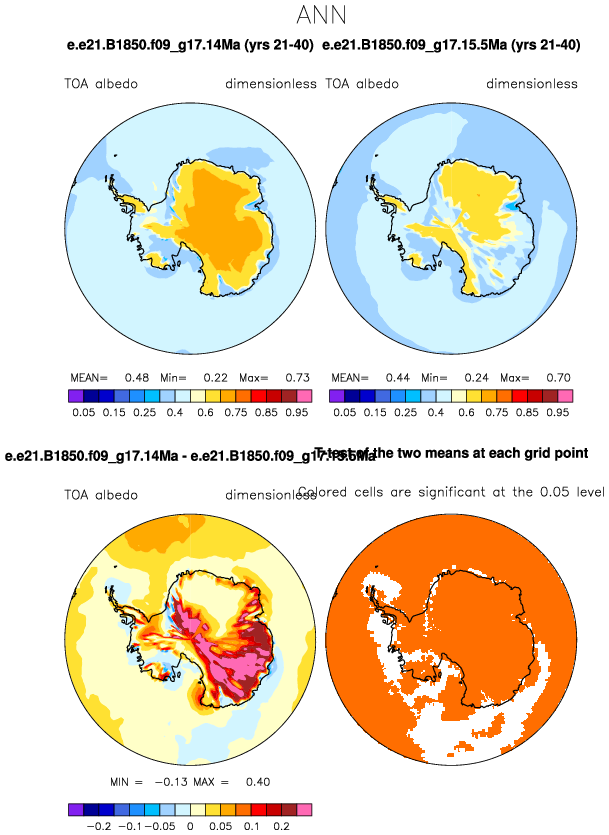 ANN
e.e21.B1850.f09_g17.14Ma (yrs 21-40) e.e21.B1850.f09_g17.15.5Ma (yrs 21-40)
TOA albedo dimensionless TOA albedo dimensionless
MEAN= 0.48 Min= 0.22 Max= 0.73 MEAN= 0.44 Min= 0.24 Max= 0.70
0.05 0.15 0.25 0.4 0.6 0.75 0.85 0.95 0.05 0.15 0.25 0.4 0.6 0.75 0.85 0.95
e.e21.B1850.f09_g17.14Ma - e.e21.B1850.f09_g17.15.5Ma T-test of the two means at each grid point
TOA albedo dimensionless Colored cells are significant at the 0.05 level
MIN = -0.13 MAX = 0.40
-0.2 -0.1 -0.05 0 0.05 0.1 0.2